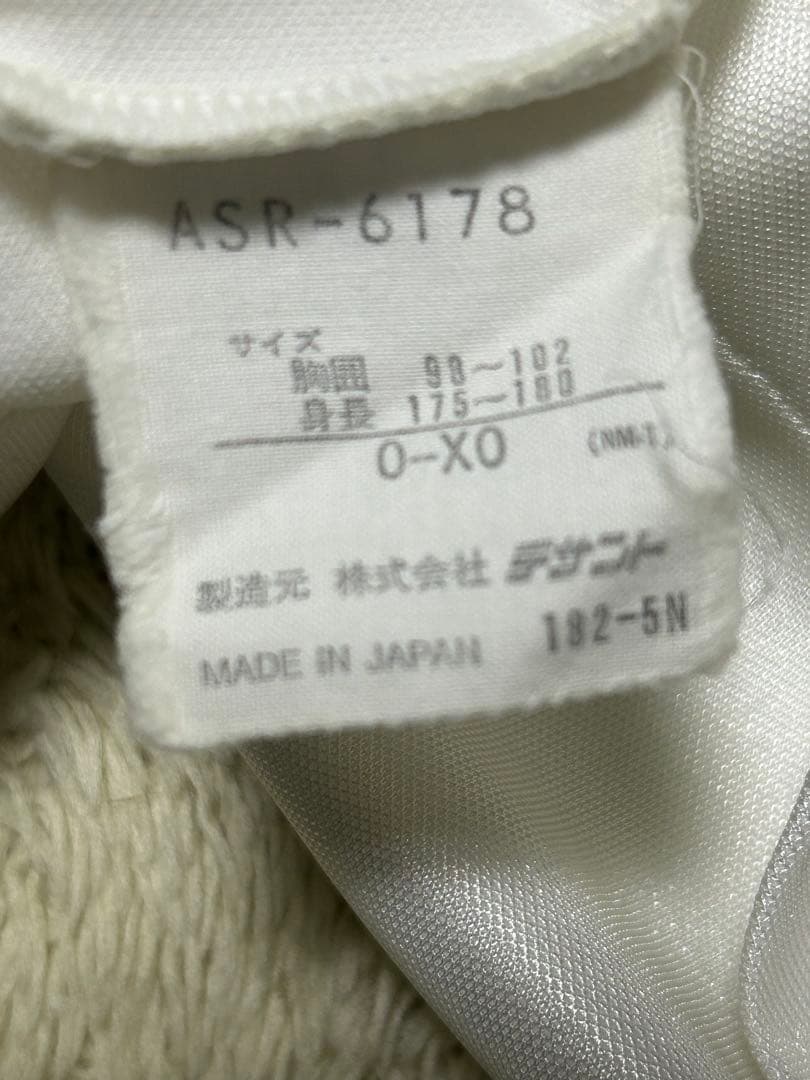 ASR-6178
サイズ
胸囲 98～102
身長 175～180
O-XO
製造元 株式会社 デサント
MADE IN JAPAN 182-5N